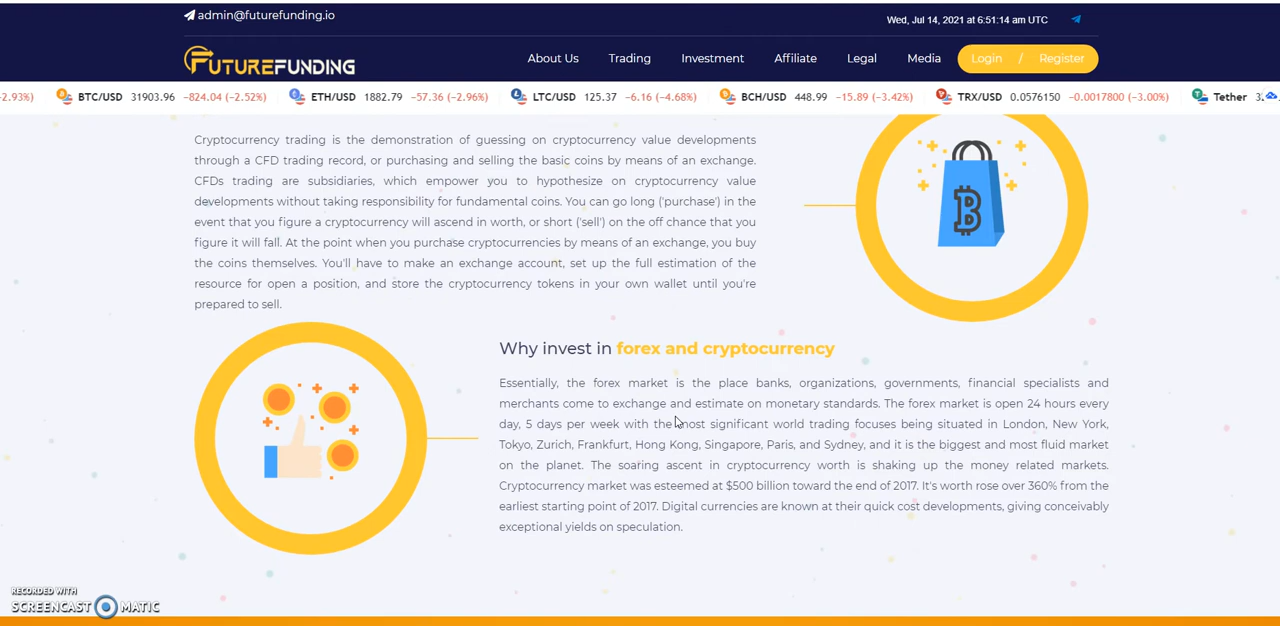 admin@futurefunding.io
Wed, Jul 14, 2021 at 6:51:14 am UTC
FUTUREFUNDING
About Us Trading Investment Affiliate Legal Media Login / Register
-2.93%) BTC/USD 31903.96 -824.04 (-2.52%) ETH/USD 1882.79 -57.36 (-2.96%) LTC/USD 125.37 -6.16 (-4.68%) BCH/USD 448.99 -15.89 (-3.42%) TRX/USD 0.0576150 -0.0017800 (-3.00%) Tether
Cryptocurrency trading is the demonstration of guessing on cryptocurrency value developments
through a CFD trading record, or purchasing and selling the basic coins by means of an exchange.
CFDs trading are subsidiaries, which empower you to hypothesize on cryptocurrency value
developments without taking responsibility for fundamental coins. You can go long ('purchase') in the
event that you figure a cryptocurrency will ascend in worth, or short ('sell') on the off chance that you
figure it will fall. At the point when you purchase cryptocurrencies by means of an exchange, you buy
the coins themselves. You'll have to make an exchange account, set up the full estimation of the
resource for open a position, and store the cryptocurrency tokens in your own wallet until you're
prepared to sell.
Why invest in forex and cryptocurrency
Essentially, the forex market is the place banks, organizations, governments, financial specialists and
merchants come to exchange and estimate on monetary standards. The forex market is open 24 hours every
day, 5 days per week with the most significant world trading focuses being situated in London, New York,
Tokyo, Zurich, Frankfurt, Hong Kong, Singapore, Paris, and Sydney, and it is the biggest and most fluid market
on the planet. The soaring ascent in cryptocurrency worth is shaking up the money related markets.
Cryptocurrency market was esteemed at $500 billion toward the end of 2017. It's worth rose over 360% from the
earliest starting point of 2017. Digital currencies are known at their quick cost developments, giving conceivably
exceptional yields on speculation.
RECORDED WITH
SCREENCAST MATIC